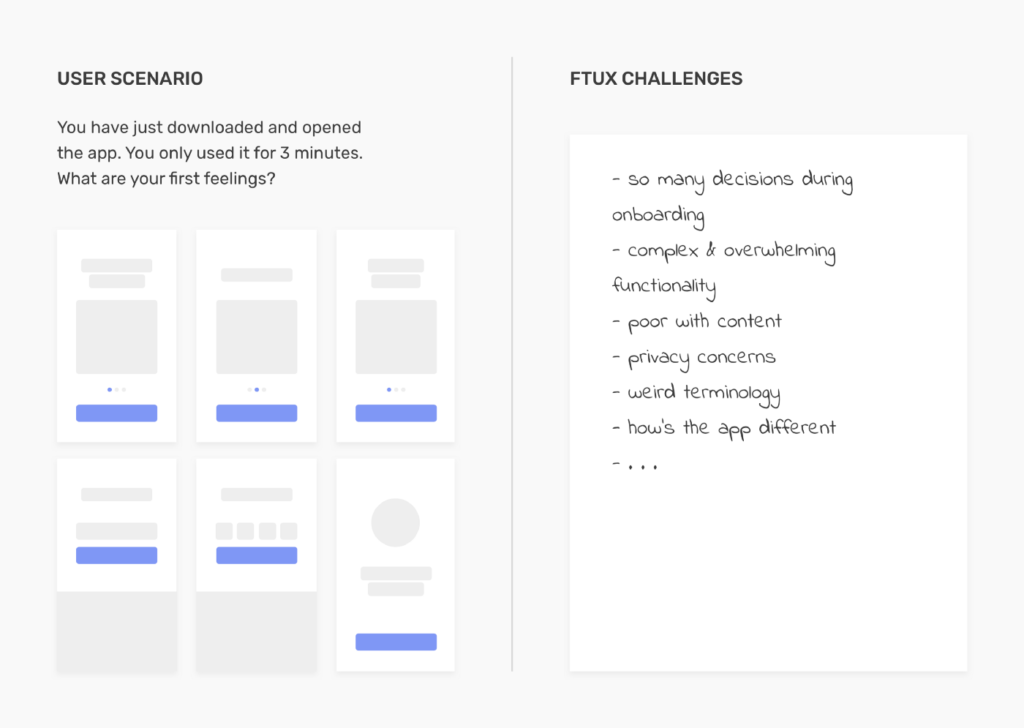 USER SCENARIO
You have just downloaded and opened
the app. You only used it for 3 minutes.
What are your first feelings?
FTUX CHALLENGES
- so many decisions during
onboarding
- complex & overwhelming
functionality
- poor with content
- privacy concerns
- weird terminology
- how's the app different
- . . .